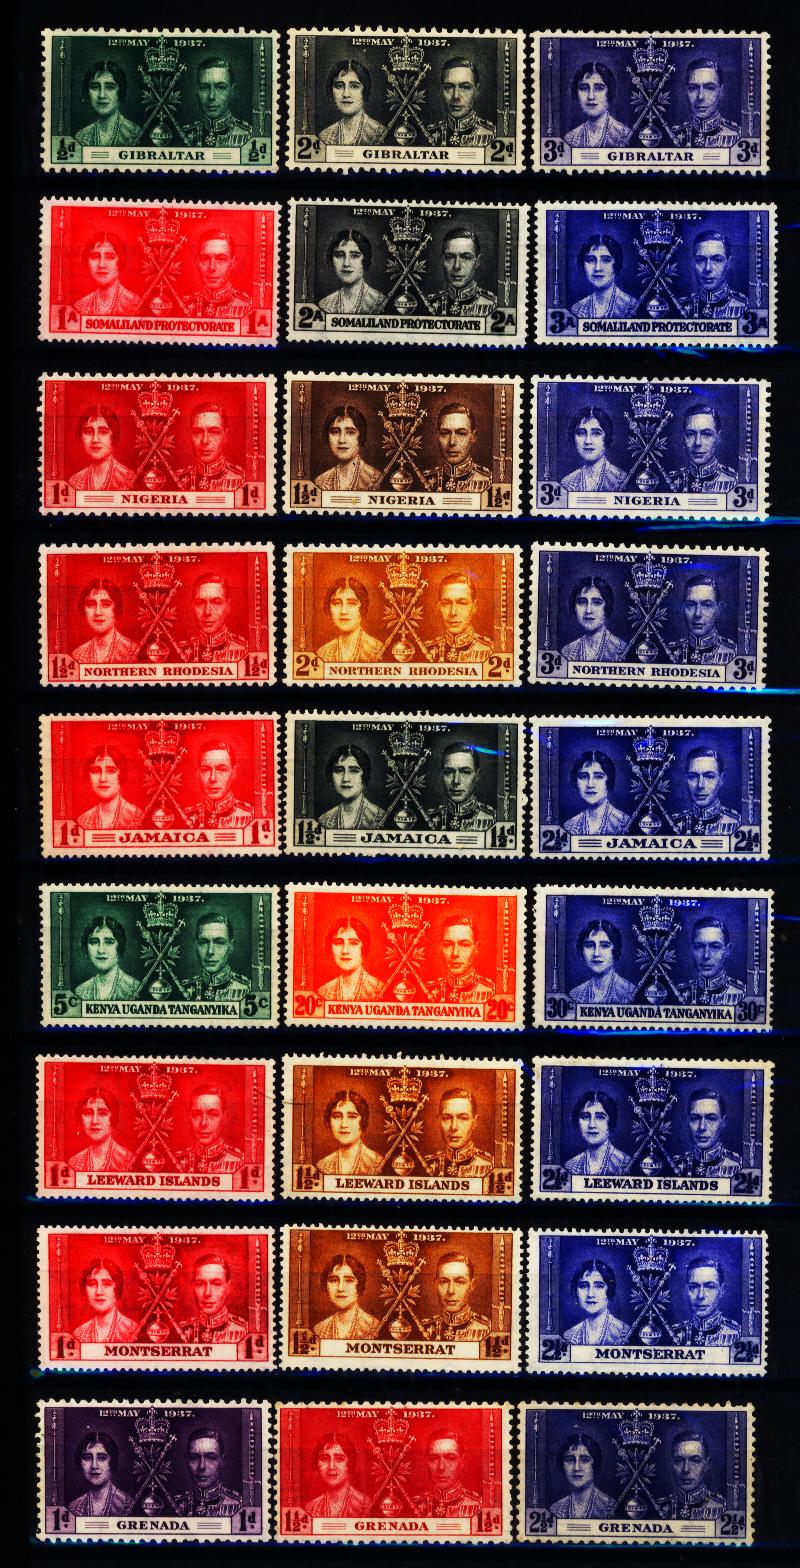 12TH MAY 1937. 12TH MAY 1937. 12TH MAY 1937.
½d. GIBRALTAR ½d. 2d. GIBRALTAR 2d. 3d. GIBRALTAR 3d.
12TH MAY 1937. 12TH MAY 1937. 12TH MAY 1937.
1A SOMALILAND PROTECTORATE 1A 2A SOMALILAND PROTECTORATE 2A 3A SOMALILAND PROTECTORATE 3A
12TH MAY 1937. 12TH MAY 1937. 12TH MAY 1937.
1d. NIGERIA 1d. 1½d. NIGERIA 1½d. 3d. NIGERIA 3d.
12TH MAY 1937. 12TH MAY 1937. 12TH MAY 1937.
1½d. NORTHERN RHODESIA 1½d. 2d. NORTHERN RHODESIA 2d. 3d. NORTHERN RHODESIA 3d.
12TH MAY 1937. 12TH MAY 1937. 12TH MAY 1937.
1d. JAMAICA 1d. 1½d. JAMAICA 1½d. 2½d. JAMAICA 2½d.
12TH MAY 1937. 12TH MAY 1937. 12TH MAY 1937.
5c KENYA UGANDA TANGANYIKA 5c 20c KENYA UGANDA TANGANYIKA 20c 30c KENYA UGANDA TANGANYIKA 30c
12TH MAY 1937. 12TH MAY 1937. 12TH MAY 1937.
1d. LEEWARD ISLANDS 1d. 1½d. LEEWARD ISLANDS 1½d. 2½d. LEEWARD ISLANDS 2½d.
12TH MAY 1937. 12TH MAY 1937. 12TH MAY 1937.
1d. MONTSERRAT 1d. 1½d. MONTSERRAT 1½d. 2½d. MONTSERRAT 2½d.
12TH MAY 1937. 12TH MAY 1937. 12TH MAY 1937.
1d. GRENADA 1d. 1½d. GRENADA 1½d. 2½d. GRENADA 2½d.